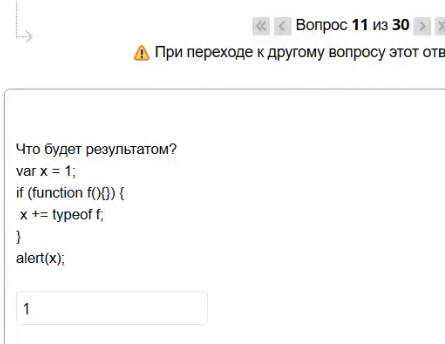 Вопрос 11 из 30
При переходе к другому вопросу этот отв
Что будет результатом?
var x = 1;
if (function f(){}) {
x += typeof f;
}
alert(x);
1